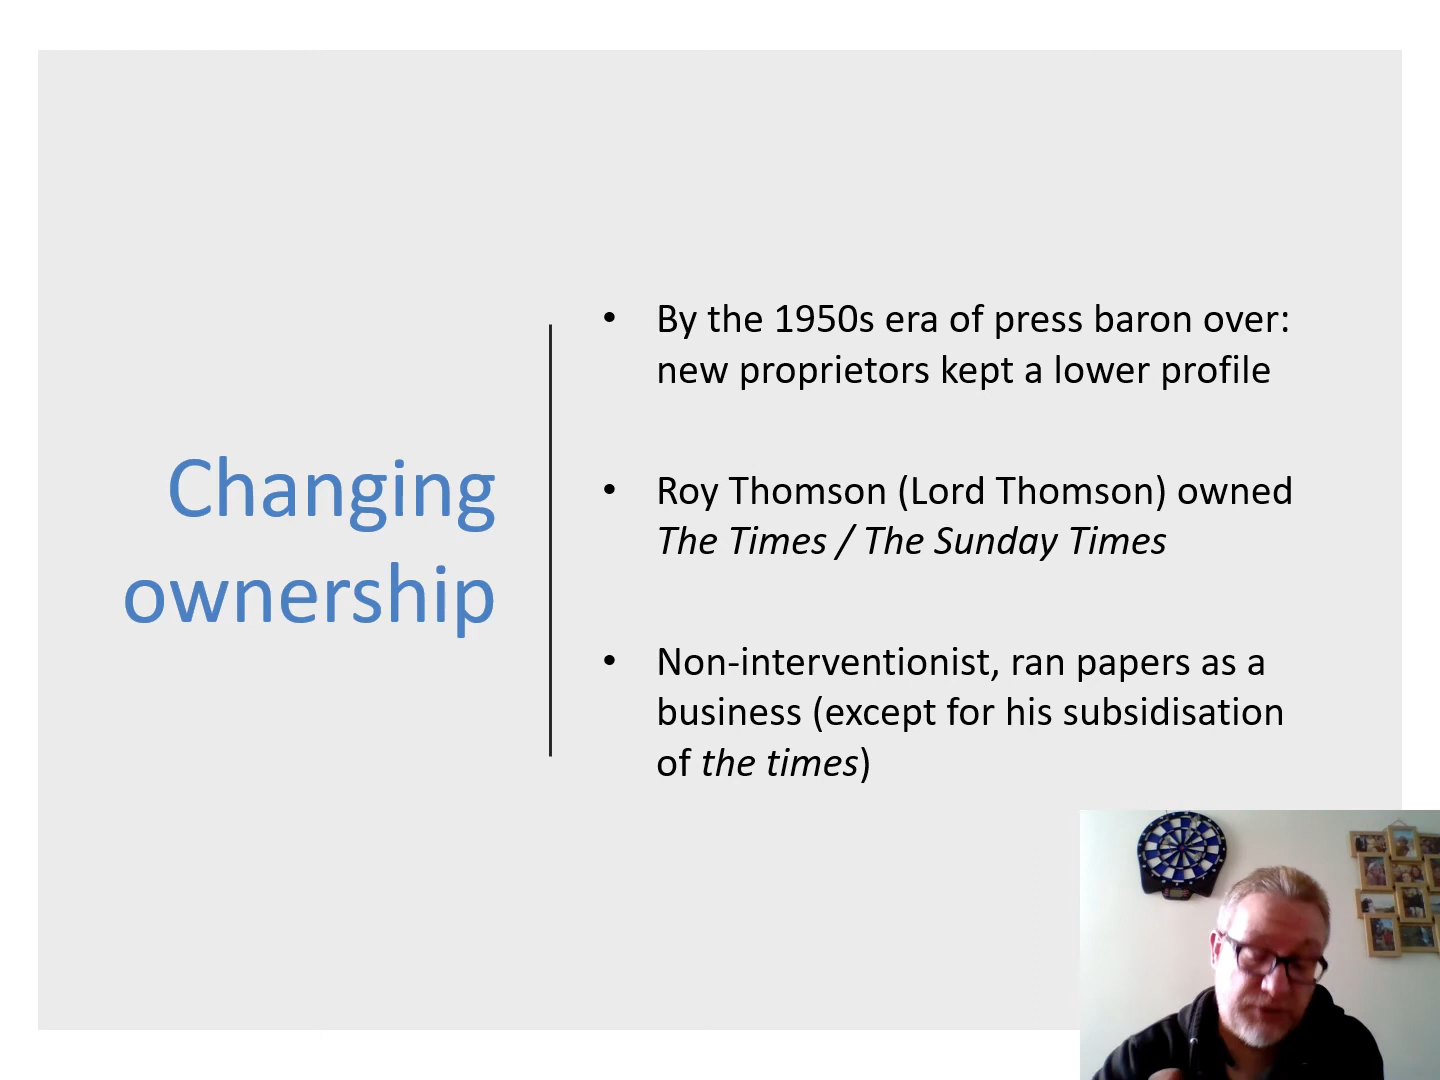 Changing
ownership
• By the 1950s era of press baron over:
new proprietors kept a lower profile
• Roy Thomson (Lord Thomson) owned
The Times / The Sunday Times
• Non-interventionist, ran papers as a
business (except for his subsidisation
of the times)